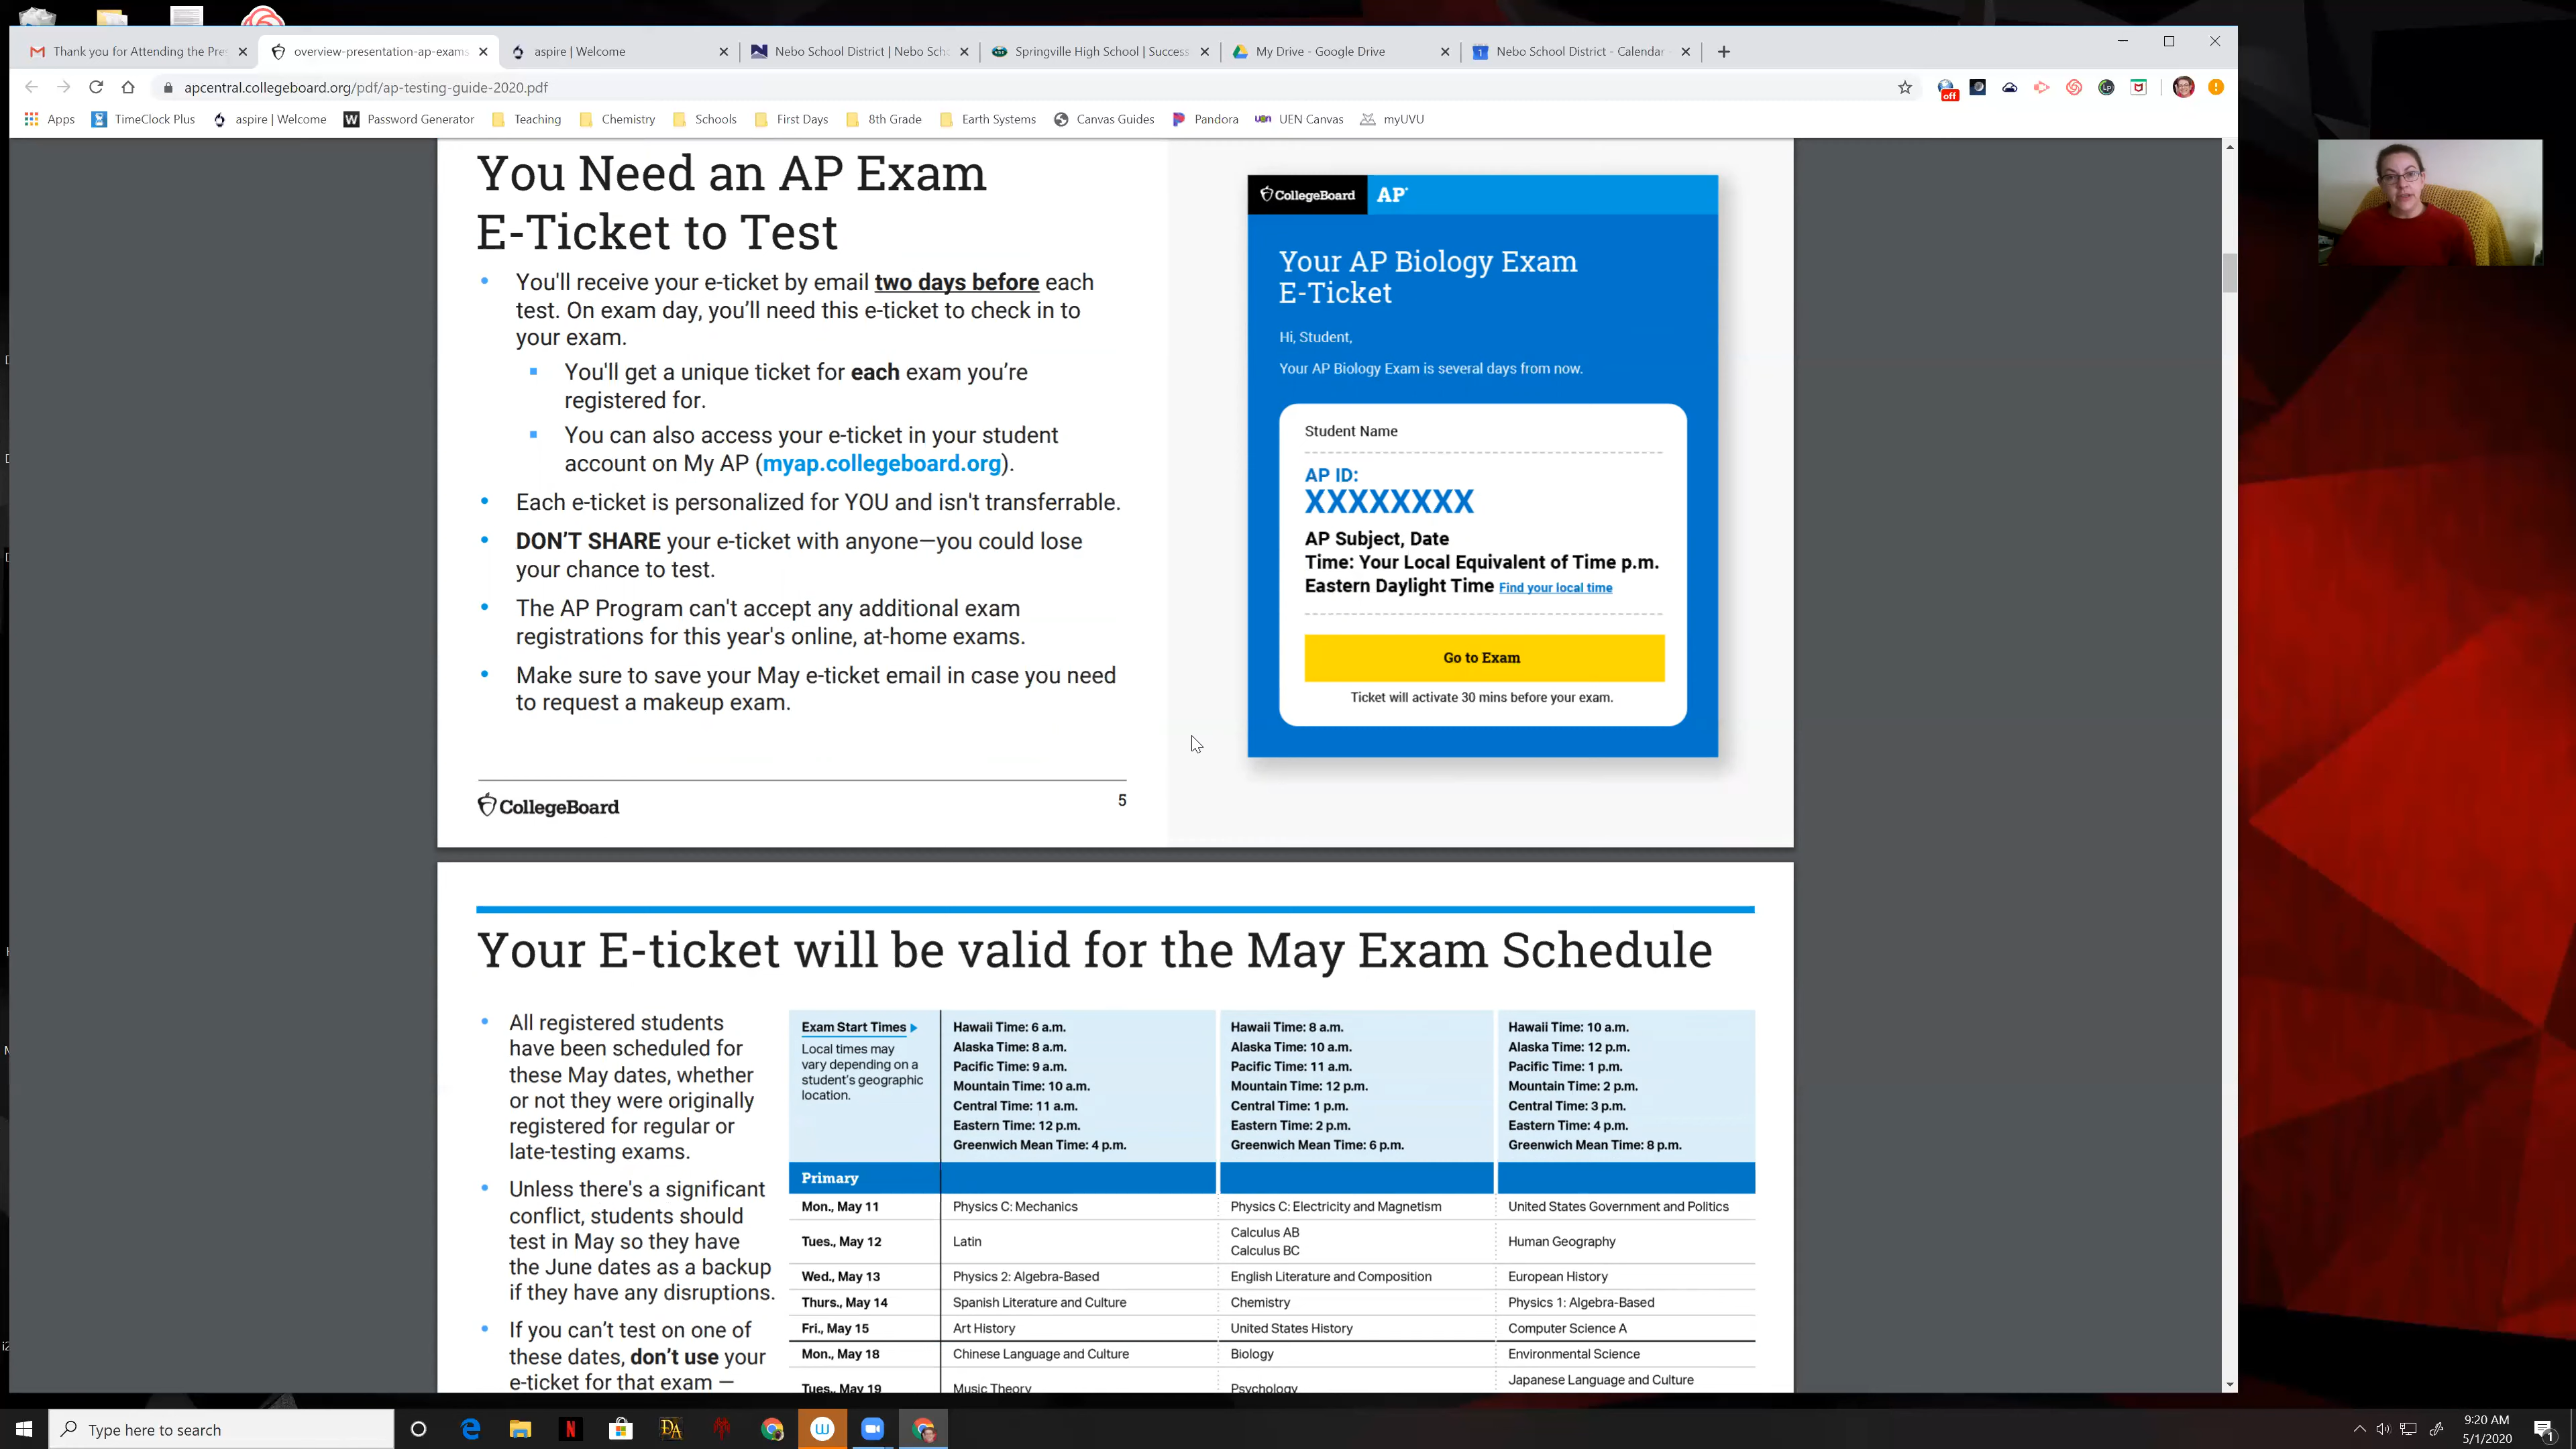 Thank you for Attending the Pre
overview-presentation-ap-exams
aspire | Welcome
Nebo School District | Nebo Scho
Springville High School | Success
My Drive - Google Drive
Nebo School District - Calendar
apcentral.collegeboard.org/pdf/ap-testing-guide-2020.pdf
off
Apps
TimeClock Plus
aspire | Welcome
Password Generator
Teaching
Chemistry
Schools
First Days
8th Grade
Earth Systems
Canvas Guides
Pandora
UEN Canvas
myUVU
You Need an AP Exam
E-Ticket to Test
• You'll receive your e-ticket by email two days before each
test. On exam day, you'll need this e-ticket to check in to
your exam.
▪ You'll get a unique ticket for each exam you're
registered for.
▪ You can also access your e-ticket in your student
account on My AP (myap.collegeboard.org).
• Each e-ticket is personalized for YOU and isn't transferrable.
• DON'T SHARE your e-ticket with anyone—you could lose
your chance to test.
• The AP Program can't accept any additional exam
registrations for this year's online, at-home exams.
• Make sure to save your May e-ticket email in case you need
to request a makeup exam.
CollegeBoard
5
CollegeBoard AP
Your AP Biology Exam
E-Ticket
Hi, Student,
Your AP Biology Exam is several days from now.
Student Name
AP ID:
XXXXXXXX
AP Subject, Date
Time: Your Local Equivalent of Time p.m.
Eastern Daylight Time Find your local time
Go to Exam
Ticket will activate 30 mins before your exam.
Your E-ticket will be valid for the May Exam Schedule
• All registered students
have been scheduled for
these May dates, whether
or not they were originally
registered for regular or
late-testing exams.
• Unless there's a significant
conflict, students should
test in May so they have
the June dates as a backup
if they have any disruptions.
• If you can't test on one of
these dates, don't use your
e-ticket for that exam —
Exam Start Times
Local times may
vary depending on a
student's geographic
location.
Hawaii Time: 6 a.m.
Alaska Time: 8 a.m.
Pacific Time: 9 a.m.
Mountain Time: 10 a.m.
Central Time: 11 a.m.
Eastern Time: 12 p.m.
Greenwich Mean Time: 4 p.m.
Hawaii Time: 8 a.m.
Alaska Time: 10 a.m.
Pacific Time: 11 a.m.
Mountain Time: 12 p.m.
Central Time: 1 p.m.
Eastern Time: 2 p.m.
Greenwich Mean Time: 6 p.m.
Hawaii Time: 10 a.m.
Alaska Time: 12 p.m.
Pacific Time: 1 p.m.
Mountain Time: 2 p.m.
Central Time: 3 p.m.
Eastern Time: 4 p.m.
Greenwich Mean Time: 8 p.m.
Primary
Mon., May 11 Physics C: Mechanics Physics C: Electricity and Magnetism United States Government and Politics
Tues., May 12 Latin Calculus AB
Calculus BC Human Geography
Wed., May 13 Physics 2: Algebra-Based English Literature and Composition European History
Thurs., May 14 Spanish Literature and Culture Chemistry Physics 1: Algebra-Based
Fri., May 15 Art History United States History Computer Science A
Mon., May 18 Chinese Language and Culture Biology Environmental Science
Tues., May 19 Music Theory Psychology Japanese Language and Culture
Type here to search
9:20 AM
5/1/2020